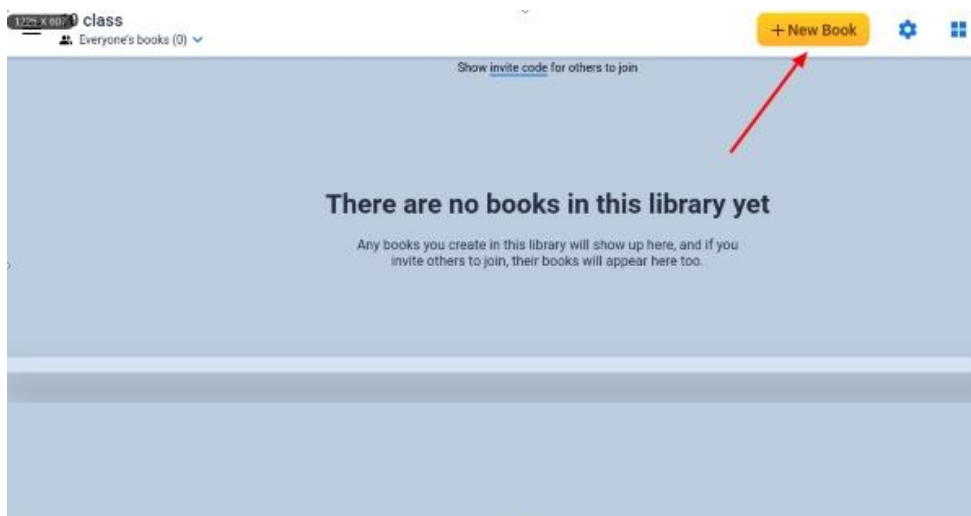 1225 X 607
class
Everyone's books (0)
+ New Book
Show invite code for others to join
There are no books in this library yet
Any books you create in this library will show up here, and if you
invite others to join, their books will appear here too.